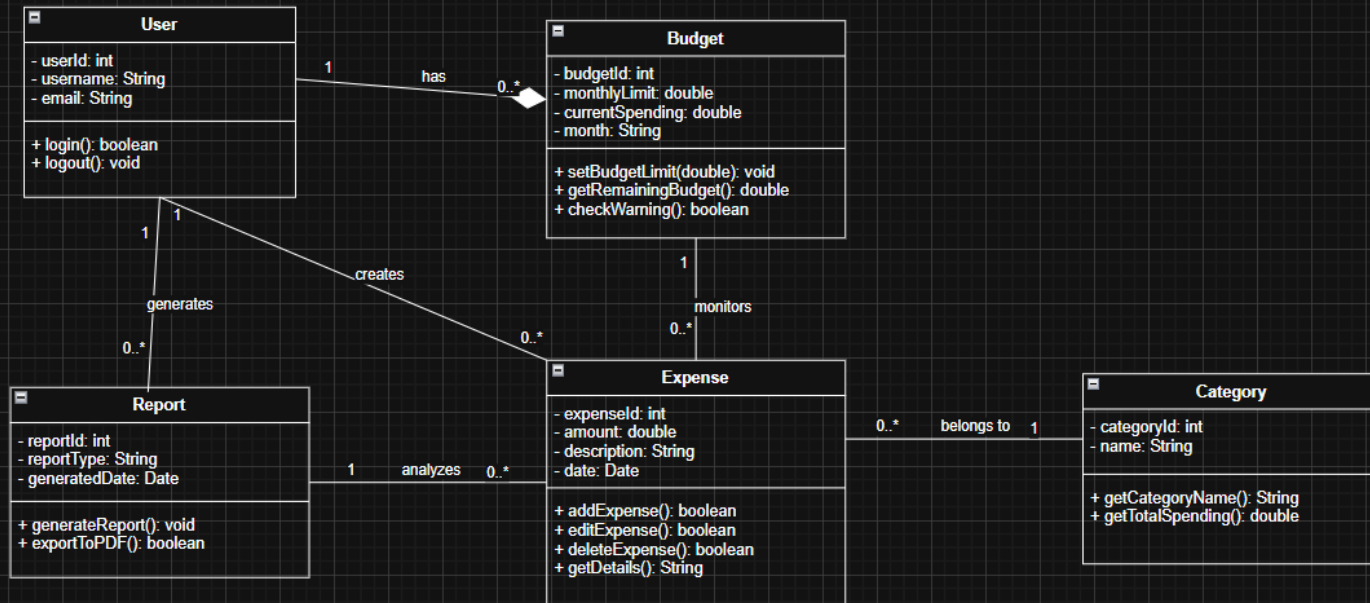 User
- userId: int
- username: String
- email: String
+ login(): boolean
+ logout(): void
1
has
0..*
Budget
- budgetId: int
- monthlyLimit: double
- currentSpending: double
- month: String
+ setBudgetLimit(double): void
+ getRemainingBudget(): double
+ checkWarning(): boolean
1
generates
0..*
1
creates
0..*
1
monitors
0..*
Report
- reportId: int
- reportType: String
- generatedDate: Date
+ generateReport(): void
+ exportToPDF(): boolean
1
analyzes
0..*
Expense
- expenseId: int
- amount: double
- description: String
- date: Date
+ addExpense(): boolean
+ editExpense(): boolean
+ deleteExpense(): boolean
+ getDetails(): String
0..*
belongs to
1
Category
- categoryId: int
- name: String
+ getCategoryName(): String
+ getTotalSpending(): double